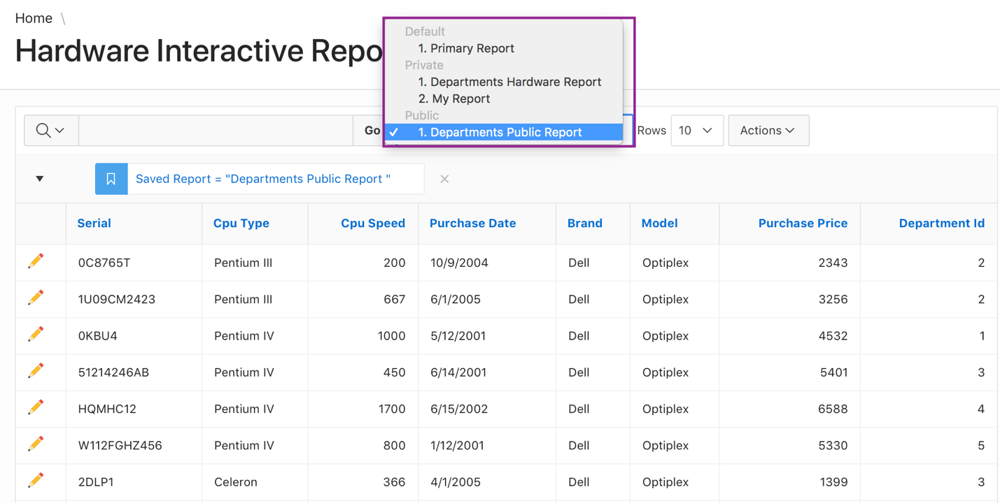 Home \
Hardware Interactive Repo
Default
1. Primary Report
Private
1. Departments Hardware Report
2. My Report
Public
Go ✓ 1. Departments Public Report Rows 10 Actions
Saved Report = "Departments Public Report "
Serial Cpu Type Cpu Speed Purchase Date Brand Model Purchase Price Department Id
0C8765T Pentium III 200 10/9/2004 Dell Optiplex 2343 2
1U09CM2423 Pentium III 667 6/1/2005 Dell Optiplex 3256 2
0KBU4 Pentium IV 1000 5/12/2001 Dell Optiplex 4532 1
51214246AB Pentium IV 450 6/14/2001 Dell Optiplex 5401 3
HQMHC12 Pentium IV 1700 6/15/2002 Dell Optiplex 6588 4
W112FGHZ456 Pentium IV 800 1/12/2001 Dell Optiplex 5330 5
2DLP1 Celeron 366 4/1/2005 Dell Optiplex 1399 3